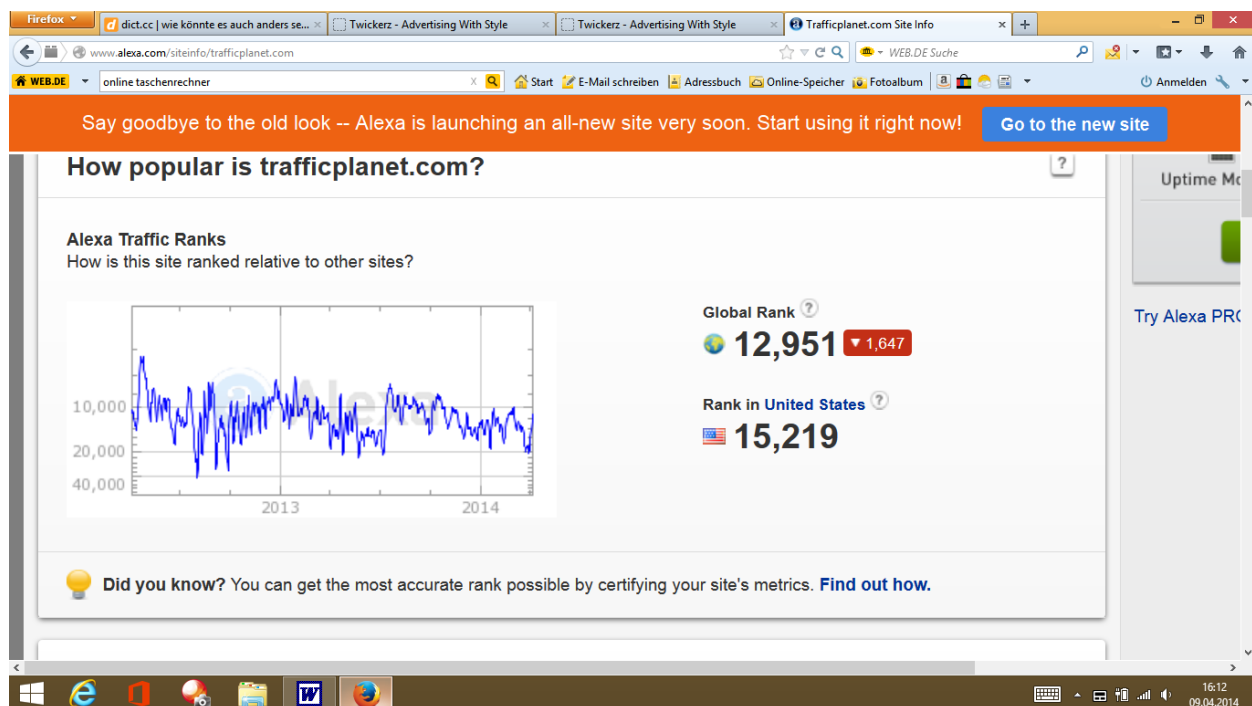 Firefox
dict.cc | wie könnte es auch anders se...
Twickerz - Advertising With Style
Twickerz - Advertising With Style
Trafficplanet.com Site Info
www.alexa.com/siteinfo/trafficplanet.com
WEB.DE Suche
WEB.DE
online taschenrechner
Start
E-Mail schreiben
Adressbuch
Online-Speicher
Fotoalbum
Anmelden
Say goodbye to the old look -- Alexa is launching an all-new site very soon. Start using it right now!
Go to the new site
How popular is trafficplanet.com?
?
Uptime Mo
Alexa Traffic Ranks
How is this site ranked relative to other sites?
Alexa
10,000
20,000
40,000
2013
2014
Global Rank ?
12,951
1,647
Rank in United States ?
15,219
Try Alexa PRO
Did you know? You can get the most accurate rank possible by certifying your site's metrics. Find out how.
16:12
09.04.2014